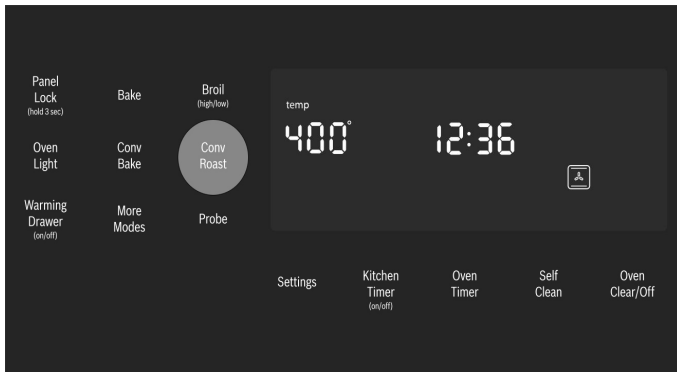 Panel
Lock
(hold 3 sec)
Bake
Broil
(high/low)
Oven
Light
Conv
Bake
Conv
Roast
Warming
Drawer
(on/off)
More
Modes
Probe
temp
400°
12:36
Settings
Kitchen
Timer
(on/off)
Oven
Timer
Self
Clean
Oven
Clear/Off